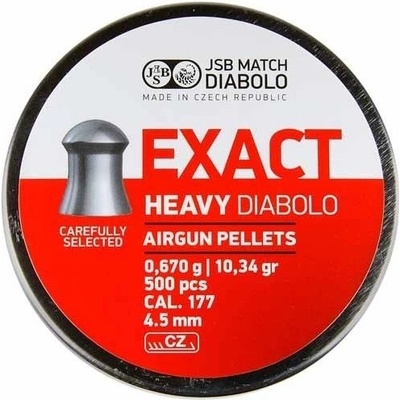 JSB
JSB MATCH
DIABOLO
MADE IN CZECH REPUBLIC
EXACT
HEAVY DIABOLO
CAREFULLY
SELECTED
AIRGUN PELLETS
0,670 g | 10,34 gr
500 pcs
CAL. 177
4.5 mm
CZ